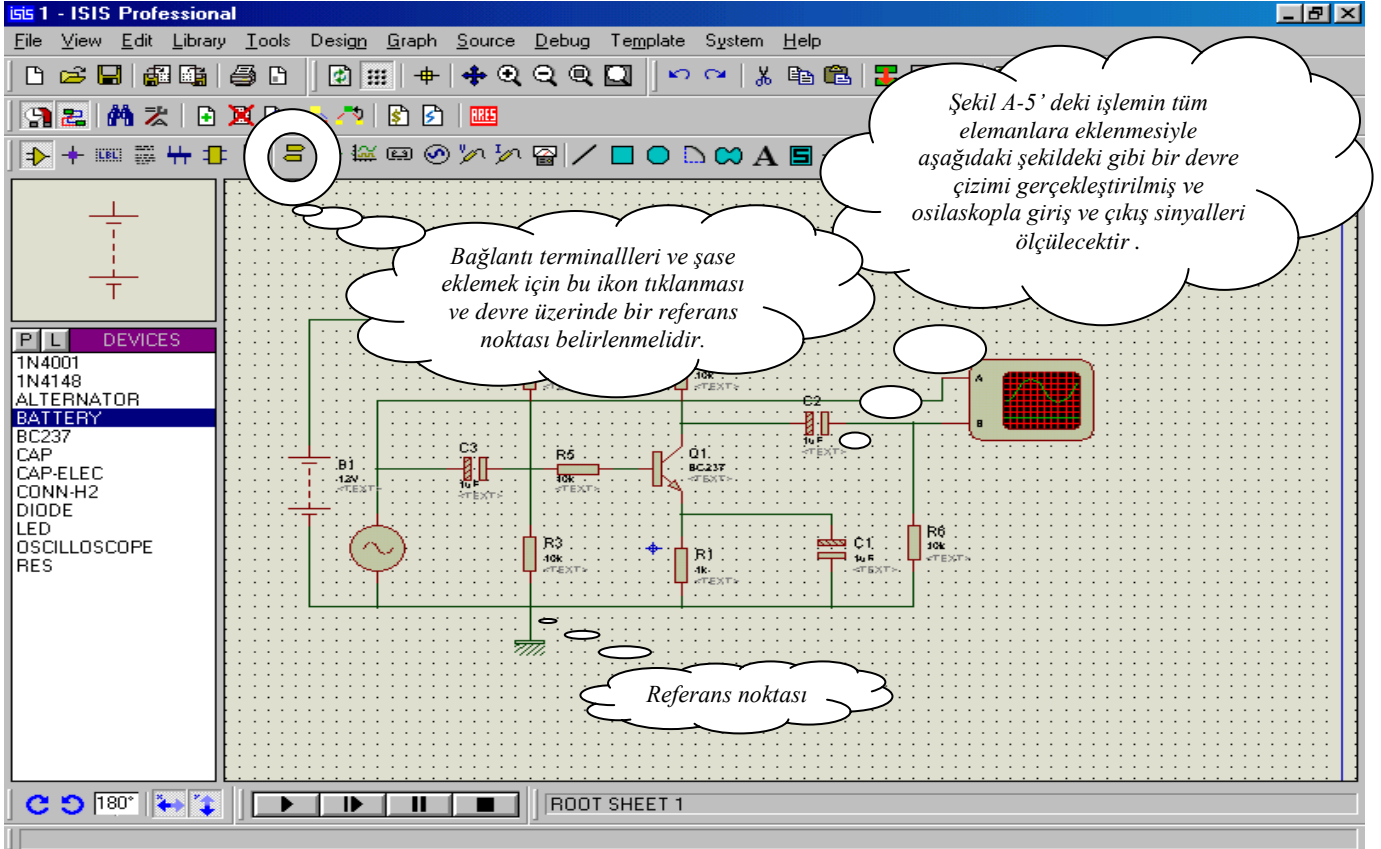 isis 1 - ISIS Professional
File View Edit Library Tools Design Graph Source Debug Template System Help
ARES
LBL
A
S
Şekil A-5' deki işlemin tüm
elemanlara eklenmesiyle
aşağıdaki şekildeki gibi bir devre
çizimi gerçekleştirilmiş ve
osilaskopla giriş ve çıkış sinyalleri
ölçülecektir .
Bağlantı terminallleri ve şase
eklemek için bu ikon tıklanması
ve devre üzerinde bir referans
noktası belirlenmelidir.
P L DEVICES
1N4001
1N4148
ALTERNATOR
BATTERY
BC237
CAP
CAP-ELEC
CONN-H2
DIODE
LED
OSCILLOSCOPE
RES
10k
<TEXT>
<TEXT>
A
B
C2
1uF
<TEXT>
B1
12V
<TEXT>
C3
1uF
<TEXT>
R5
10k
<TEXT>
Q1
BC237
<TEXT>
R3
10k
<TEXT>
R1
1k
<TEXT>
C1
1uF
<TEXT>
R6
10k
<TEXT>
Referans noktası
180°
ROOT SHEET 1